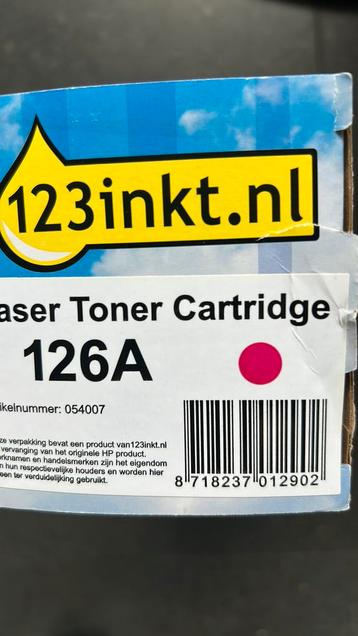 123inkt.nl
aser Toner Cartridge
126A
ikelnummer: 054007
ze verpakking bevat een product van123inkt.nl
vervanging van het originele HP product.
erknamen en handelsmerken zijn het eigendom
n hun respectievelijke houders en worden hier
een ter verduidelijking gebruikt.
8 718237 012902